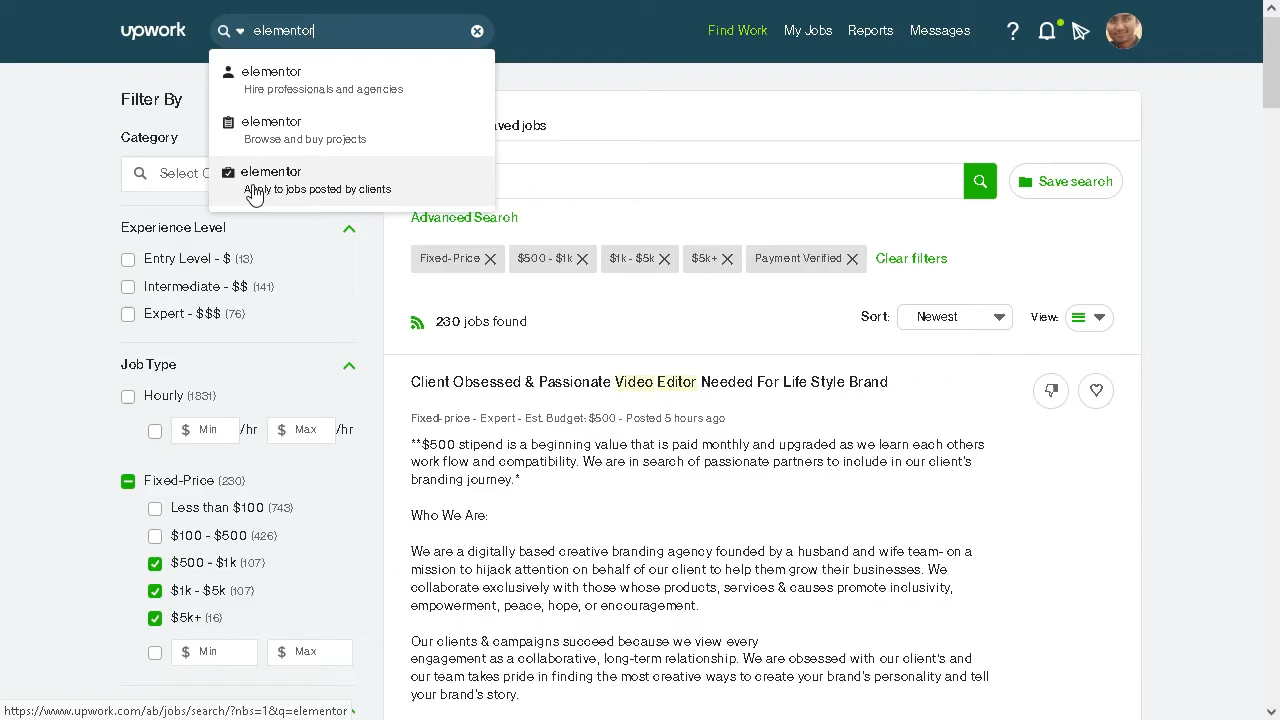 upwork
elementor
Find Work
My Jobs
Reports
Messages
?
elementor
Hire professionals and agencies
elementor
Browse and buy projects
elementor
to jobs posted by clients
Filter By
Category
Select
jobs
Save search
Advanced Search
Experience Level
Entry Level - $ (13)
Intermediate - $$ (141)
Expert - $$$ (76)
Fixed-Price
$500 - $1k
$1k - $5k
$5k+
Payment Verified
Clear filters
230 jobs found
Sort:
Newest
View:
Job Type
Hourly (1331)
$ Min /hr $ Max /hr
Fixed-Price (230)
Less than $100 (743)
$100 - $500 (426)
$500 - $1k (107)
$1k - $5k (107)
$5k+ (16)
$ Min $ Max
Client Obsessed & Passionate Video Editor Needed For Life Style Brand
Fixed-price - Expert - Est. Budget: $500 - Posted 5 hours ago
**$500 stipend is a beginning value that is paid monthly and upgraded as we learn each others
work flow and compatibility. We are in search of passionate partners to include in our client's
branding journey.*
Who We Are:
We are a digitally based creative branding agency founded by a husband and wife team- on a
mission to hijack attention on behalf of our client to help them grow their businesses. We
collaborate exclusively with those whose products, services & causes promote inclusivity,
empowerment, peace, hope, or encouragement.
Our clients & campaigns succeed because we view every
engagement as a collaborative, long-term relationship. We are obsessed with our client's and
our team takes pride in finding the most creative ways to create your brand's personality and tell
your brand's story.
https://www.upwork.com/ab/jobs/search/?nbs=1&q=elementor